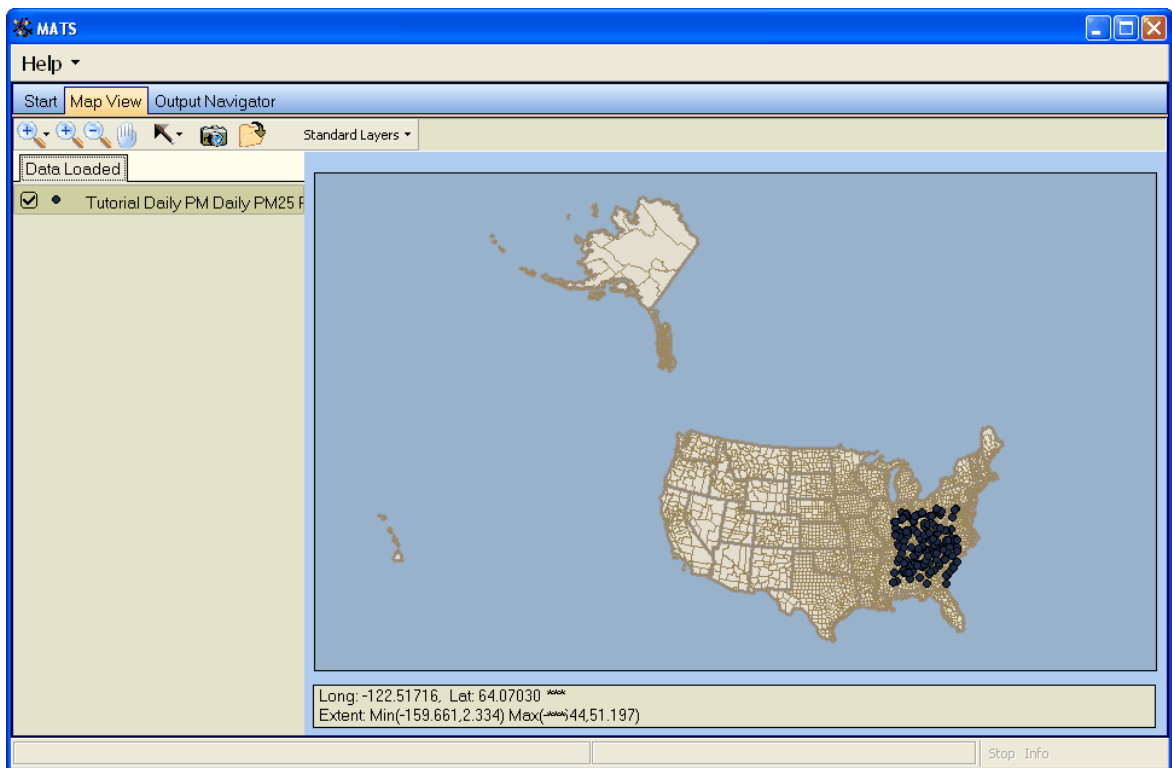 MATS
Help
Start Map View Output Navigator
Standard Layers
Data Loaded
Tutorial Daily PM Daily PM25
Long: -122.51716, Lat: 64.07030 ***
Extent: Min(-159.661,2.334) Max(***44,51.197)
Stop Info